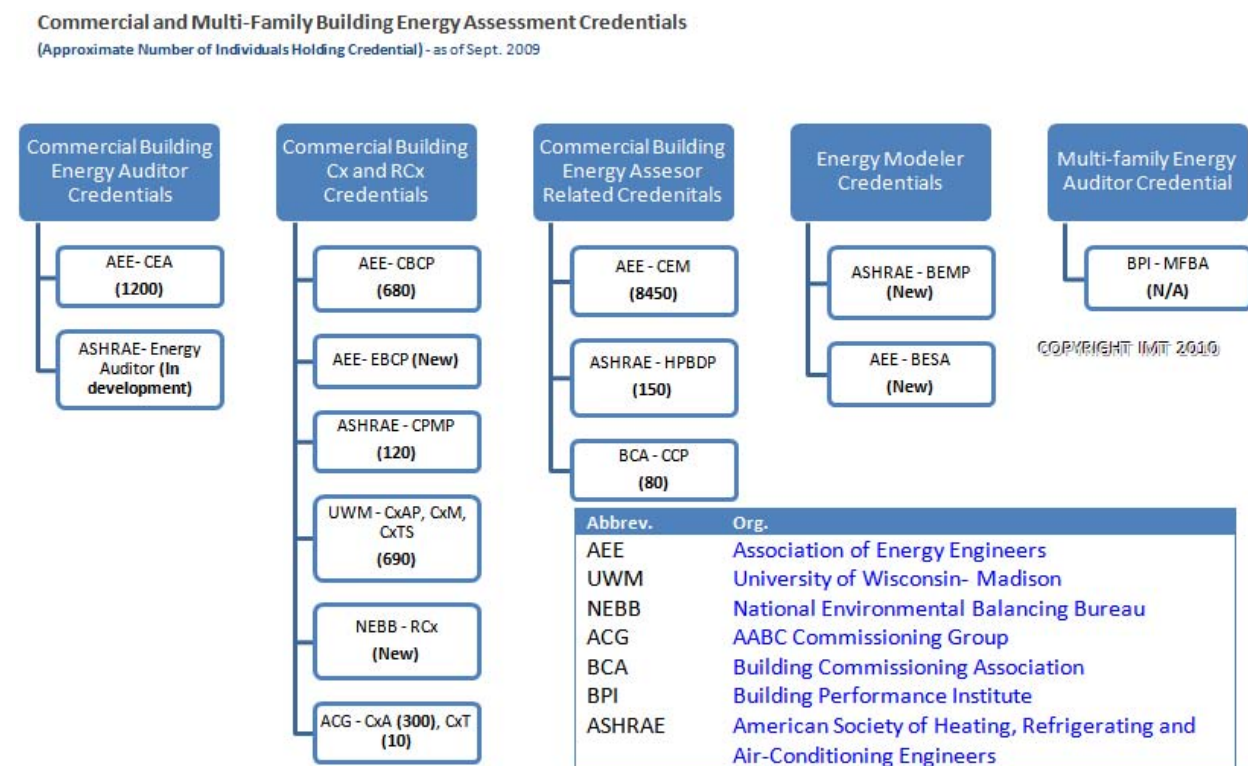 Commercial and Multi-Family Building Energy Assessment Credentials
(Approximate Number of Individuals Holding Credential) - as of Sept. 2009
Commercial Building
Energy Auditor
Credentials
AEE- CEA
(1200)
ASHRAE- Energy
Auditor (In
development)
Commercial Building
Cx and RCx
Credentials
AEE- CBCP
(680)
AEE- EBCP (New)
ASHRAE - CPMP
(120)
UWM - CxAP, CxM,
CxTS
(690)
NEBB - RCx
(New)
ACG - CxA (300), CxT
(10)
Commercial Building
Energy Assesor
Related Credenitals
AEE - CEM
(8450)
ASHRAE - HPBDP
(150)
BCA - CCP
(80)
Energy Modeler
Credentials
ASHRAE - BEMP
(New)
AEE - BESA
(New)
Multi-family Energy
Auditor Credential
BPI - MFBA
(N/A)
COPYRIGHT IMT 2010
Abbrev. Org.
AEE Association of Energy Engineers
UWM University of Wisconsin- Madison
NEBB National Environmental Balancing Bureau
ACG AABC Commissioning Group
BCA Building Commissioning Association
BPI Building Performance Institute
ASHRAE American Society of Heating, Refrigerating and
Air-Conditioning Engineers